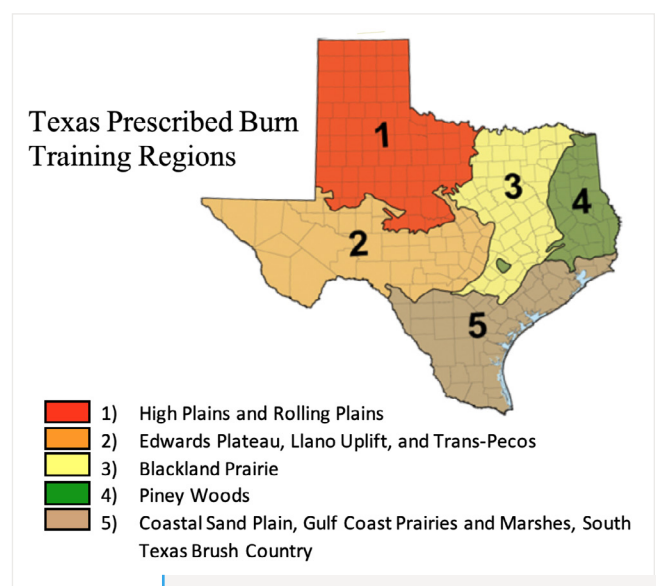 Texas Prescribed Burn
Training Regions
1
2
3
4
5
1) High Plains and Rolling Plains
2) Edwards Plateau, Llano Uplift, and Trans-Pecos
3) Blackland Prairie
4) Piney Woods
5) Coastal Sand Plain, Gulf Coast Prairies and Marshes, South
Texas Brush Country